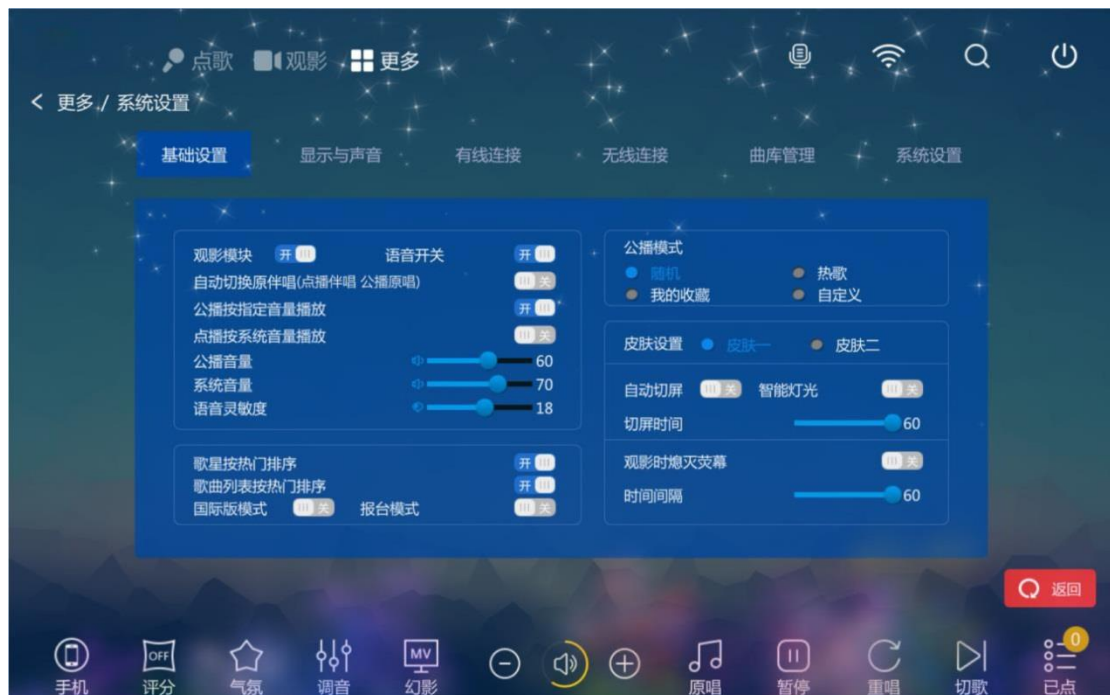 点歌 观影 更多
更多 / 系统设置
基础设置 显示与声音 有线连接 无线连接 曲库管理 系统设置
观影模块 开 语音开关 开
自动切换原伴唱(点播伴唱 公播原唱) 关
公播按指定音量播放 开
点播按系统音量播放 关
公播音量 60
系统音量 70
语音灵敏度 18
歌星按热门排序 开
歌曲列表按热门排序 开
国际版模式 关 报台模式 关
公播模式
随机 热歌
我的收藏 自定义
皮肤设置 皮肤一 皮肤二
自动切屏 关 智能灯光 关
切屏时间 60
观影时熄灭荧幕 关
时间间隔 60
返回
OFF MV 0
手机 评分 气氛 调音 幻影 原唱 暂停 重唱 切歌 已点